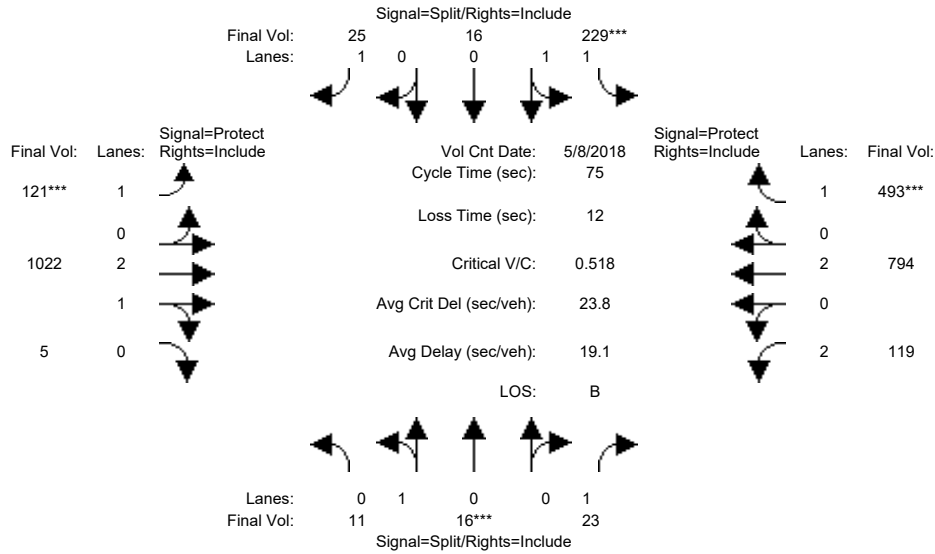 Signal=Split/Rights=Include
Final Vol: 25 16 229***
Lanes: 1 0 0 1 1
Signal=Protect Signal=Protect
Final Vol: Lanes: Rights=Include Vol Cnt Date: 5/8/2018 Rights=Include Lanes: Final Vol:
Cycle Time (sec): 75
121*** 1 1 493***
Loss Time (sec): 12
0 0
1022 2 Critical V/C: 0.518 2 794
1 Avg Crit Del (sec/veh): 23.8 0
5 0 Avg Delay (sec/veh): 19.1 2 119
LOS: B
Lanes: 0 1 0 0 1
Final Vol: 11 16*** 23
Signal=Split/Rights=Include